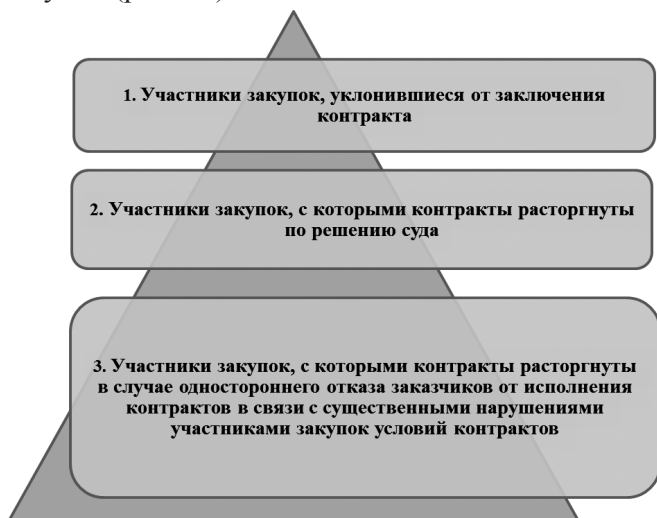 1. Участники закупок, уклонившиеся от заключения
контракта
2. Участники закупок, с которыми контракты расторгнуты
по решению суда
3. Участники закупок, с которыми контракты расторгнуты
в случае одностороннего отказа заказчиков от исполнения
контрактов в связи с существенными нарушениями
участниками закупок условий контрактов